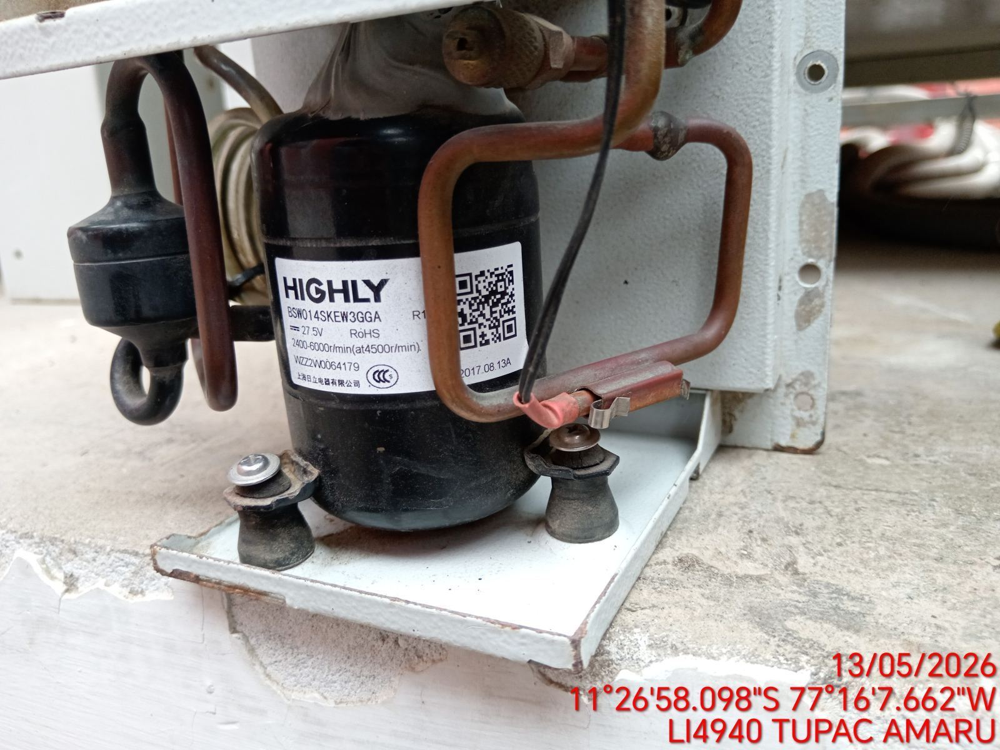 HIGHLY
BSW014SKEW3GGA R1
27.5V RoHS
2400-6000r/min(at4500r/min).
WZZ2W0064179
上海日立电器有限公司
CCC S
2017.08.13A
13/05/2026
11°26'58.098"S 77°16'7.662"W
LI4940 TUPAC AMARU